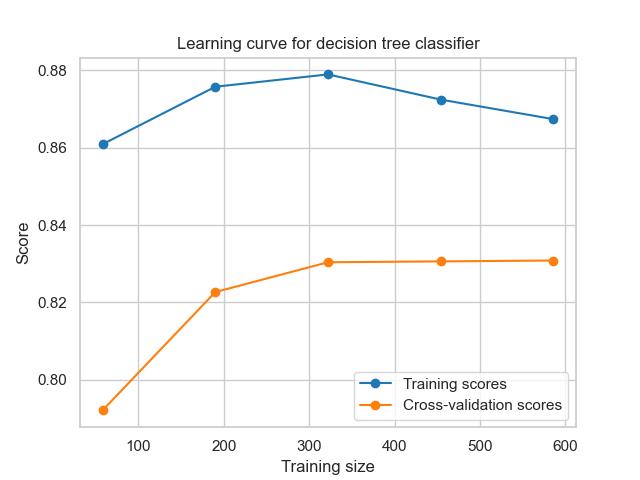 Learning curve for decision tree classifier
0.88
0.86
0.84
0.82
0.80
Score
Training scores
Cross-validation scores
100 200 300 400 500 600
Training size